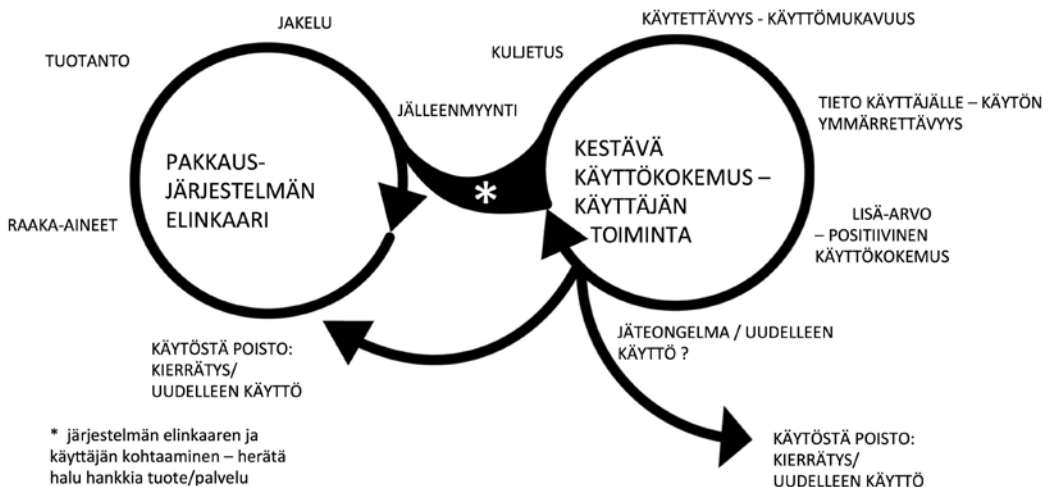 JAKELU
TUOTANTO
JÄLLEENMYYNTI
PAKKAUS-
JÄRJESTELMÄN
ELINKAARI
RAAKA-AINEET
KÄYTÖSTÄ POISTO:
KIERRÄTYS/
UUDELLEEN KÄYTTÖ
*
KULJETUS
KÄYTETTÄVYYS - KÄYTTÖMUKAVUUS
TIETO KÄYTTÄJÄLLE – KÄYTÖN
YMMÄRRETTÄVYYS
KESTÄVÄ
KÄYTTÖKOKEMUS –
KÄYTTÄJÄN
TOIMINTA
LISÄ-ARVO
– POSITIIVINEN
KÄYTTÖKOKEMUS
JÄTEONGELMA / UUDELLEEN
KÄYTTÖ ?
KÄYTÖSTÄ POISTO:
KIERRÄTYS/
UUDELLEEN KÄYTTÖ
* järjestelmän elinkaaren ja
käyttäjän kohtaaminen – herätä
halu hankkia tuote/palvelu